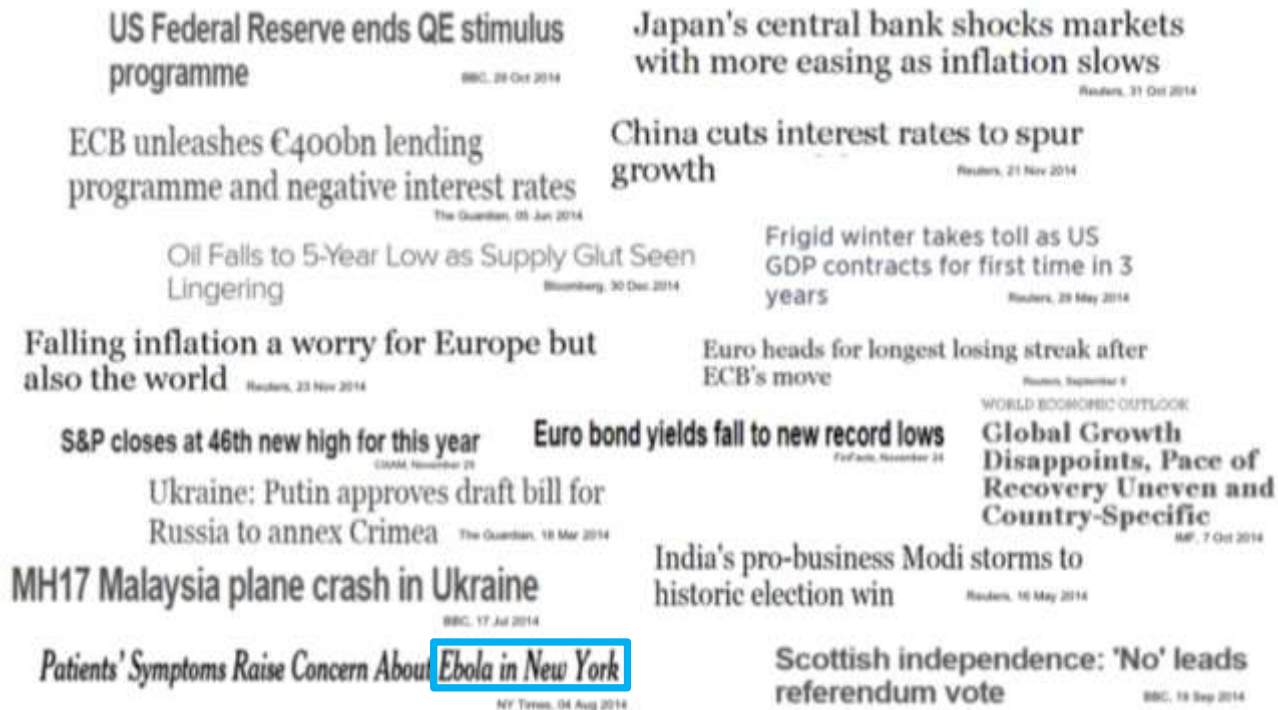 US Federal Reserve ends QE stimulus
programme
BBC, 29 Oct 2014
Japan's central bank shocks markets
with more easing as inflation slows
Reuters, 31 Oct 2014
ECB unleashes €400bn lending
programme and negative interest rates
The Guardian, 05 Jun 2014
China cuts interest rates to spur
growth
Reuters, 21 Nov 2014
Oil Falls to 5-Year Low as Supply Glut Seen
Lingering
Bloomberg, 30 Dec 2014
Frigid winter takes toll as US
GDP contracts for first time in 3
years
Reuters, 29 May 2014
Falling inflation a worry for Europe but
also the world
Reuters, 23 Nov 2014
Euro heads for longest losing streak after
ECB's move
Reuters, September 5
S&P closes at 46th new high for this year
November 25
Euro bond yields fall to new record lows
FinFacts, November 24
WORLD ECONOMIC OUTLOOK
Global Growth
Disappoints, Pace of
Recovery Uneven and
Country-Specific
IMF, 7 Oct 2014
Ukraine: Putin approves draft bill for
Russia to annex Crimea
The Guardian, 18 Mar 2014
India's pro-business Modi storms to
historic election win
Reuters, 16 May 2014
MH17 Malaysia plane crash in Ukraine
BBC, 17 Jul 2014
Patients' Symptoms Raise Concern About Ebola in New York
NY Times, 04 Aug 2014
Scottish independence: 'No' leads
referendum vote
BBC, 19 Sep 2014